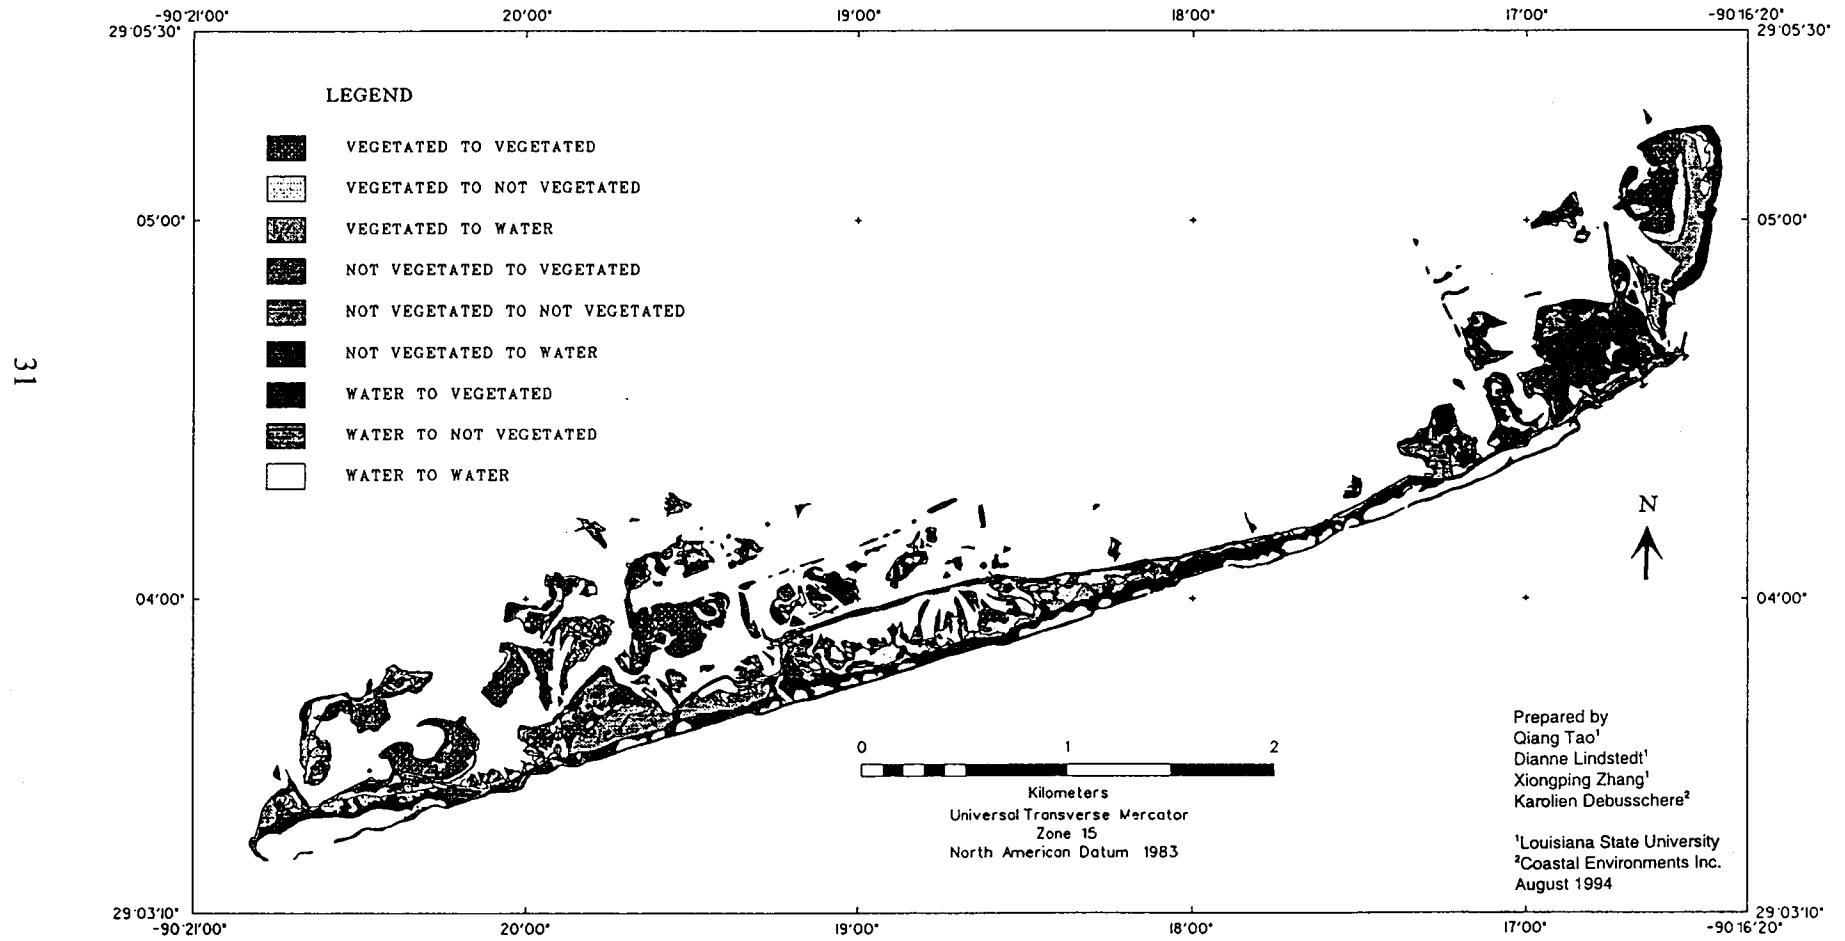 -90°21'00" 20'00" 19'00" 18'00" 17'00" -90°16'20"
29°05'30" 29°05'30"
LEGEND
VEGETATED TO VEGETATED
VEGETATED TO NOT VEGETATED
05'00" 05'00"
VEGETATED TO WATER
NOT VEGETATED TO VEGETATED
NOT VEGETATED TO NOT VEGETATED
NOT VEGETATED TO WATER
31
WATER TO VEGETATED
WATER TO NOT VEGETATED
WATER TO WATER
N
04'00" 04'00"
0 1 2
Kilometers
Universal Transverse Mercator
Zone 15
North American Datum 1983
Prepared by
Qiang Tao¹
Dianne Lindstedt¹
Xiongping Zhang¹
Karolien Debusschere²
¹Louisiana State University
²Coastal Environments Inc.
August 1994
29°03'10" 29°03'10"
-90°21'00" 20'00" 19'00" 18'00" 17'00" -90°16'20"